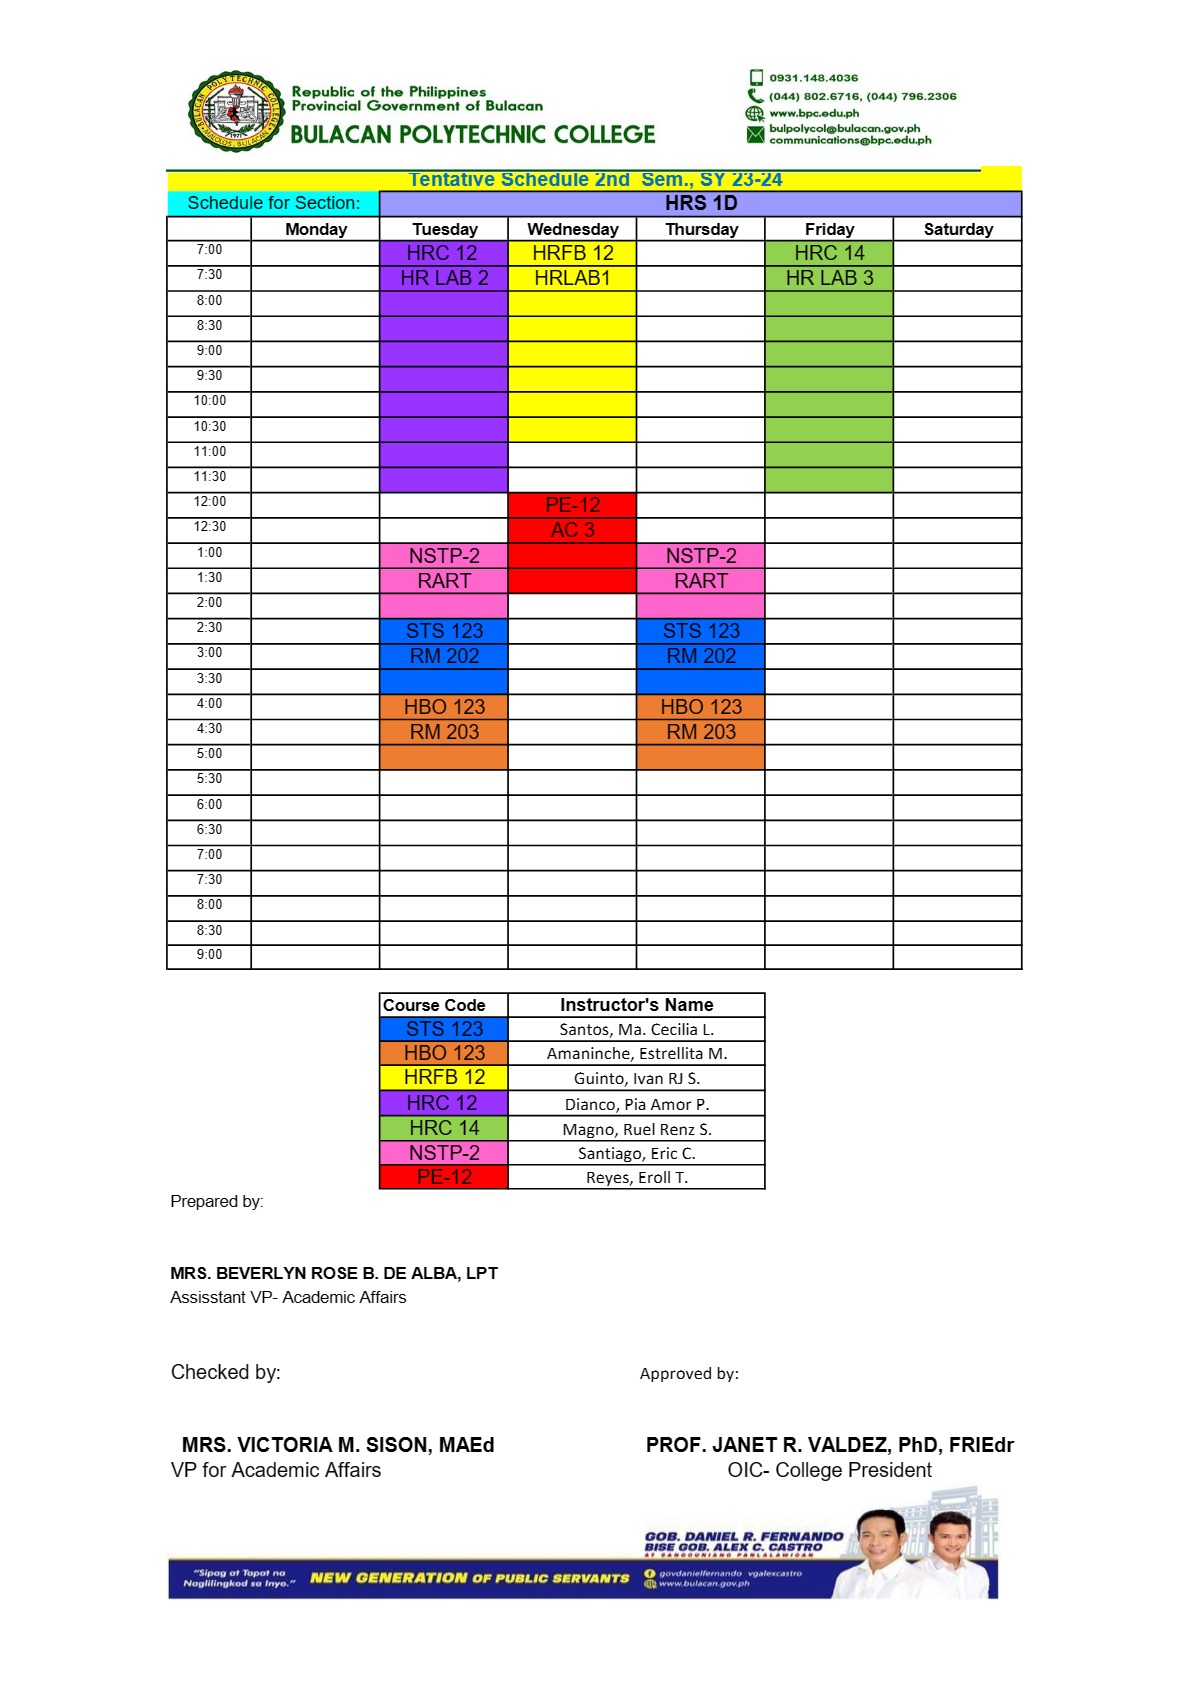 BULACAN POLYTECHNIC COLLEGE
MALOLOS, BULACAN
1971
Republic of the Philippines
Provincial Government of Bulacan
BULACAN POLYTECHNIC COLLEGE
0931.148.4036
(044) 802.6716, (044) 796.2306
www.bpc.edu.ph
bulpolycol@bulacan.gov.ph
communications@bpc.edu.ph
Tentative Schedule 2nd Sem., SY 23-24
Schedule for Section: HRS 1D
Monday Tuesday Wednesday Thursday Friday Saturday
7:00 HRC 12 HRFB 12 HRC 14
7:30 HR LAB 2 HRLAB1 HR LAB 3
8:00
8:30
9:00
9:30
10:00
10:30
11:00
11:30
12:00 PE-12
12:30 AC 3
1:00 NSTP-2 NSTP-2
1:30 RART RART
2:00
2:30 STS 123 STS 123
3:00 RM 202 RM 202
3:30
4:00 HBO 123 HBO 123
4:30 RM 203 RM 203
5:00
5:30
6:00
6:30
7:00
7:30
8:00
8:30
9:00
Course Code Instructor's Name
STS 123 Santos, Ma. Cecilia L.
HBO 123 Amaninche, Estrellita M.
HRFB 12 Guinto, Ivan RJ S.
HRC 12 Dianco, Pia Amor P.
HRC 14 Magno, Ruel Renz S.
NSTP-2 Santiago, Eric C.
PE-12 Reyes, Eroll T.
Prepared by:
MRS. BEVERLYN ROSE B. DE ALBA, LPT
Assisstant VP- Academic Affairs
Checked by: Approved by:
MRS. VICTORIA M. SISON, MAEd PROF. JANET R. VALDEZ, PhD, FRIEdr
VP for Academic Affairs OIC- College President
GOB. DANIEL R. FERNANDO
BISE GOB. ALEX C. CASTRO
AT SANGGUNIANG PANLALAWIGAN
"Sipag at Tapat na
Naglilingkod sa Inyo."
NEW GENERATION OF PUBLIC SERVANTS
govdanielfernando vgalexcastro
www.bulacan.gov.ph